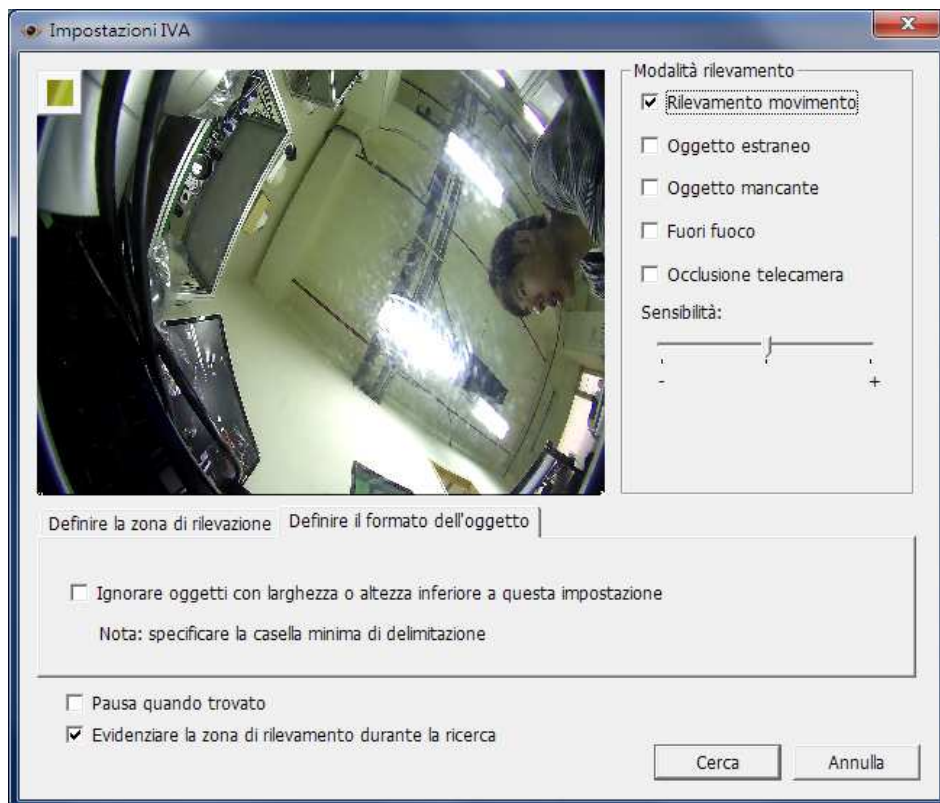 Impostazioni IVA
Modalità rilevamento
Rilevamento movimento
Oggetto estraneo
Oggetto mancante
Fuori fuoco
Occlusione telecamera
Sensibilità:
- +
Definire la zona di rilevazione Definire il formato dell'oggetto
Ignorare oggetti con larghezza o altezza inferiore a questa impostazione
Nota: specificare la casella minima di delimitazione
Pausa quando trovato
Evidenziare la zona di rilevamento durante la ricerca
Cerca Annulla